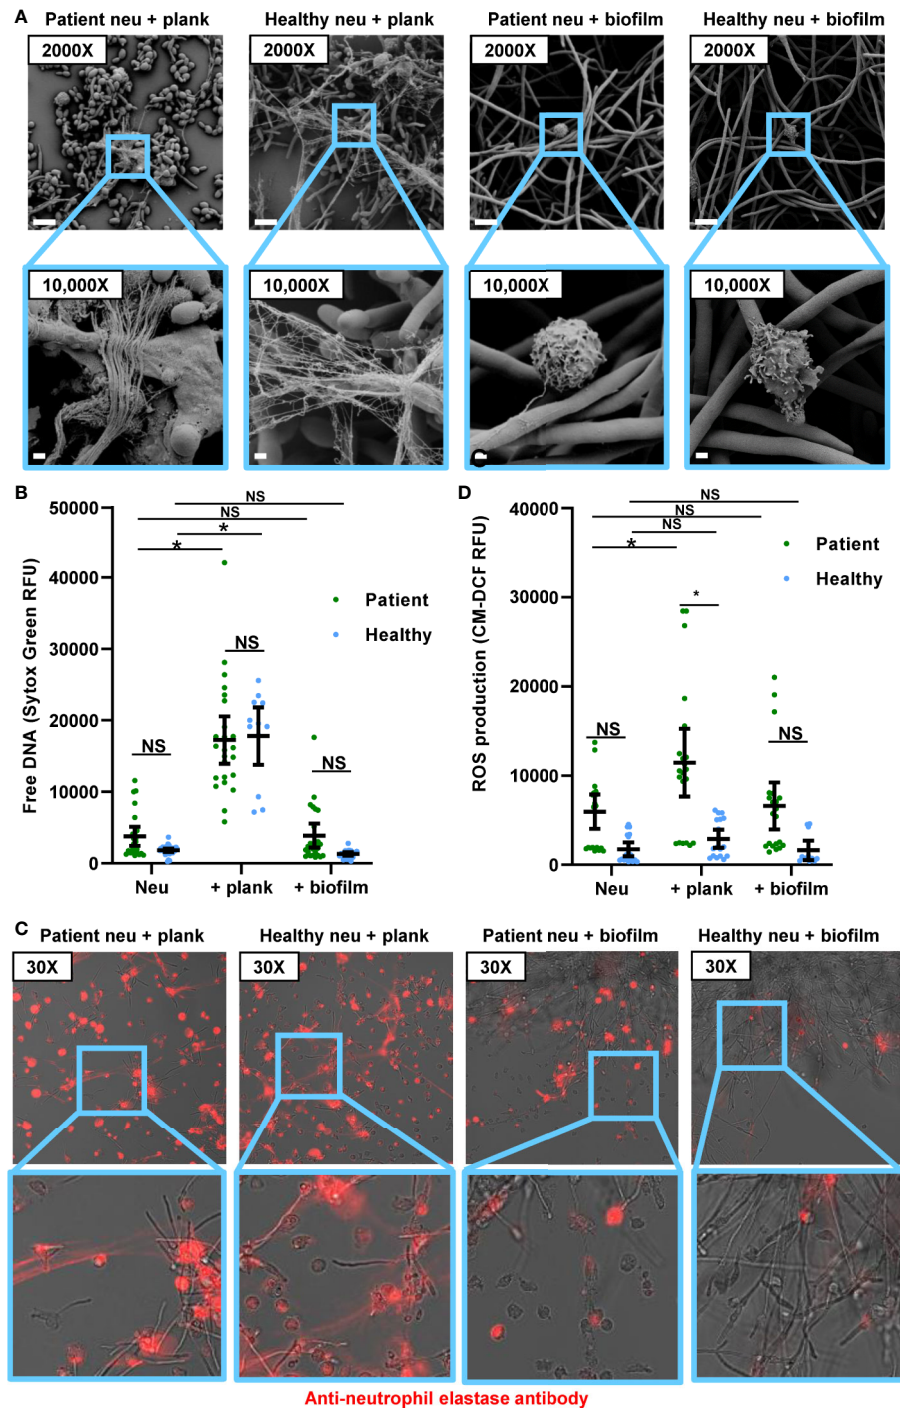 A
Patient neu + plank
Healthy neu + plank
Patient neu + biofilm
Healthy neu + biofilm
2000X
2000X
2000X
2000X
10,000X
10,000X
10,000X
10,000X
B
Free DNA (Sytox Green RFU)
50000
40000
30000
20000
10000
0
NS
NS
*
*
Patient
Healthy
NS
NS
NS
Neu
+ plank
+ biofilm
D
ROS production (CM-DCF RFU)
40000
30000
20000
10000
0
NS
NS
NS
*
Patient
Healthy
*
NS
NS
Neu
+ plank
+ biofilm
C
Patient neu + plank
Healthy neu + plank
Patient neu + biofilm
Healthy neu + biofilm
30X
30X
30X
30X
Anti-neutrophil elastase antibody